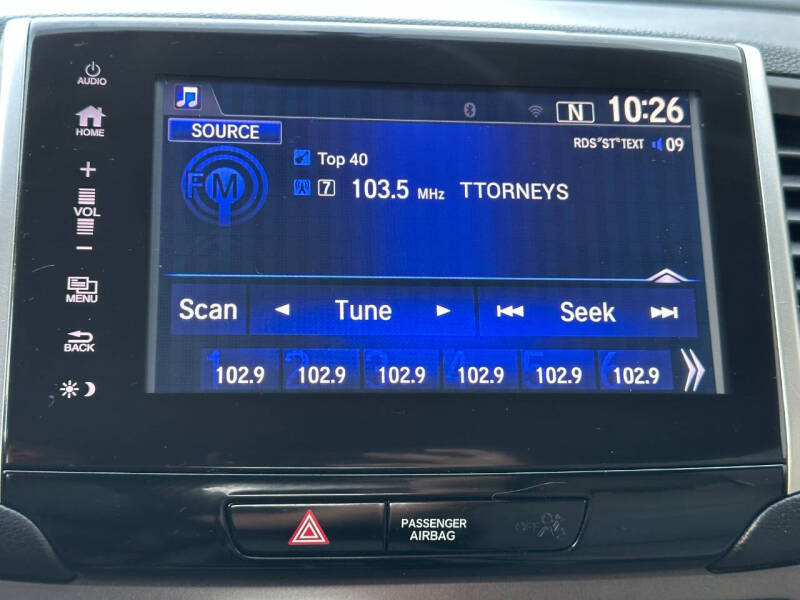 AUDIO
HOME
+
VOL
−
MENU
BACK
N 10:26
SOURCE
RDS "ST" TEXT 09
FM
Top 40
7 103.5 MHz TTORNEYS
Scan Tune Seek
1 2 3 4 5 6
102.9 102.9 102.9 102.9 102.9 102.9
PASSENGER
AIRBAG
OFF